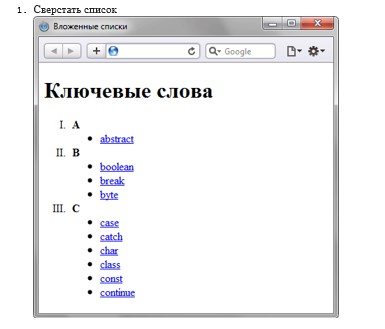 1. Сверстать список
Вложенные списки
Google
Ключевые слова
I. A
• abstract
II. B
• boolean
• break
• byte
III. C
• case
• catch
• char
• class
• const
• continue